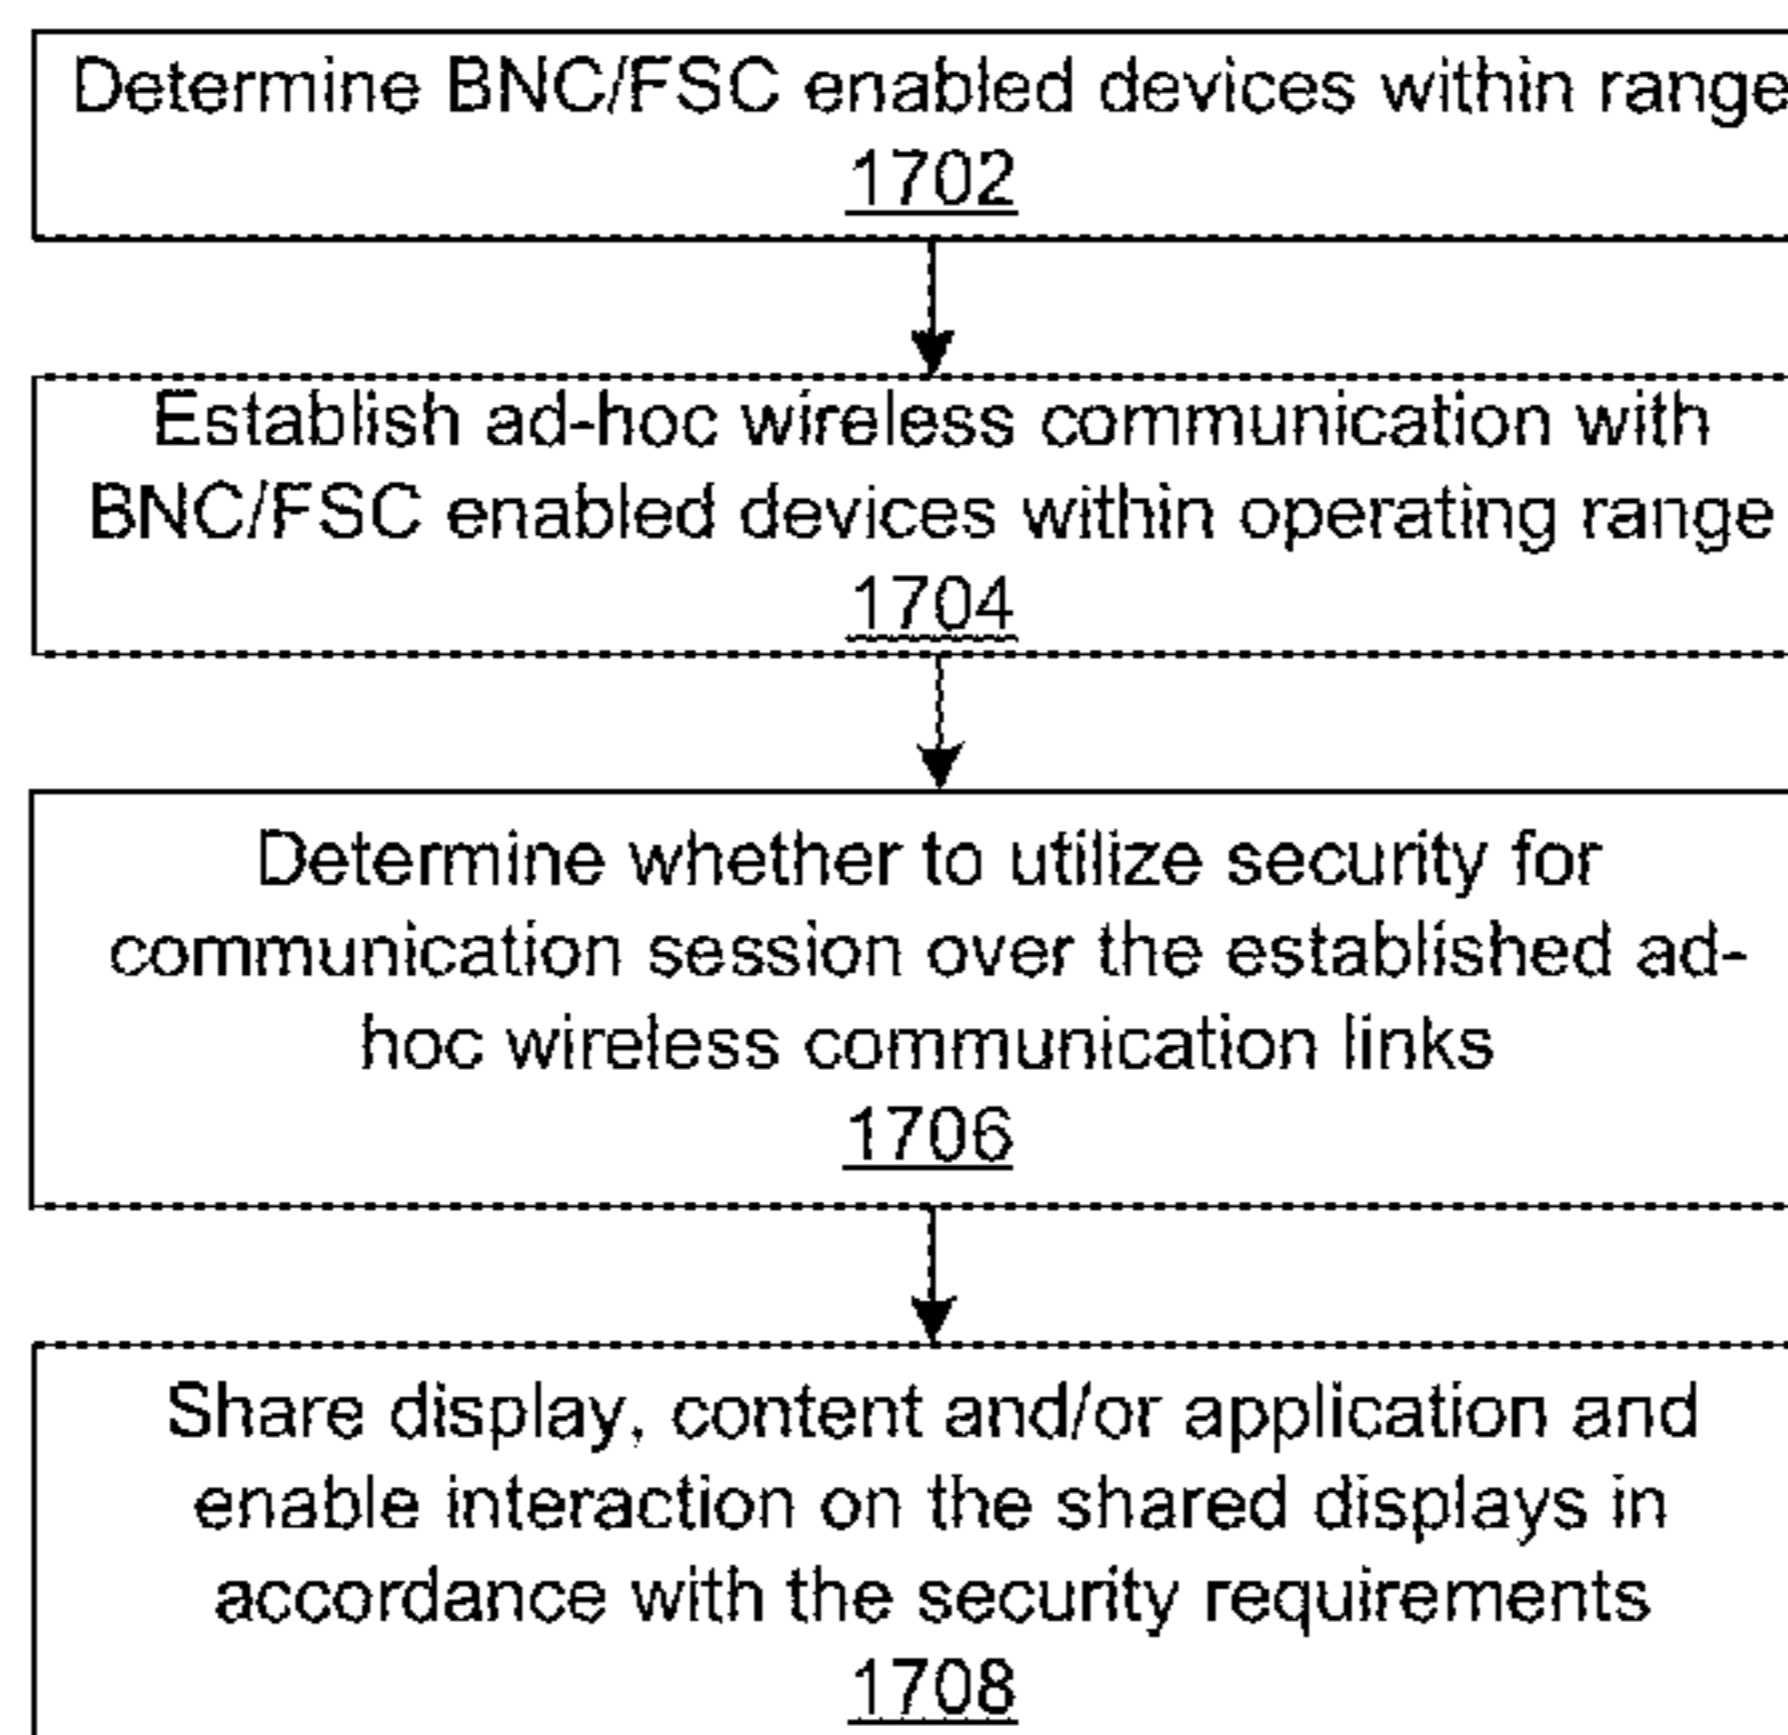 Determine BNC/FSC enabled devices within range
1702
Establish ad-hoc wireless communication with
BNC/FSC enabled devices within operating range
1704
Determine whether to utilize security for
communication session over the established ad-
hoc wireless communication links
1706
Share display, content and/or application and
enable interaction on the shared displays in
accordance with the security requirements
1708